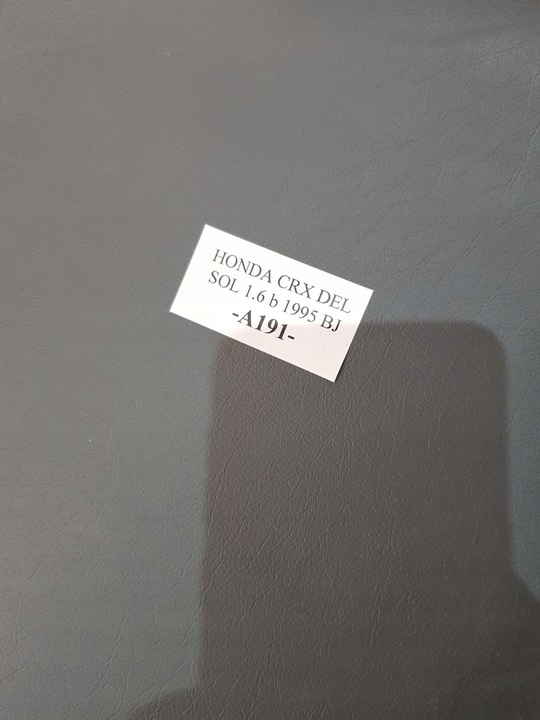 HONDA CRX DEL
SOL 1.6 b 1995 BJ
-A191-